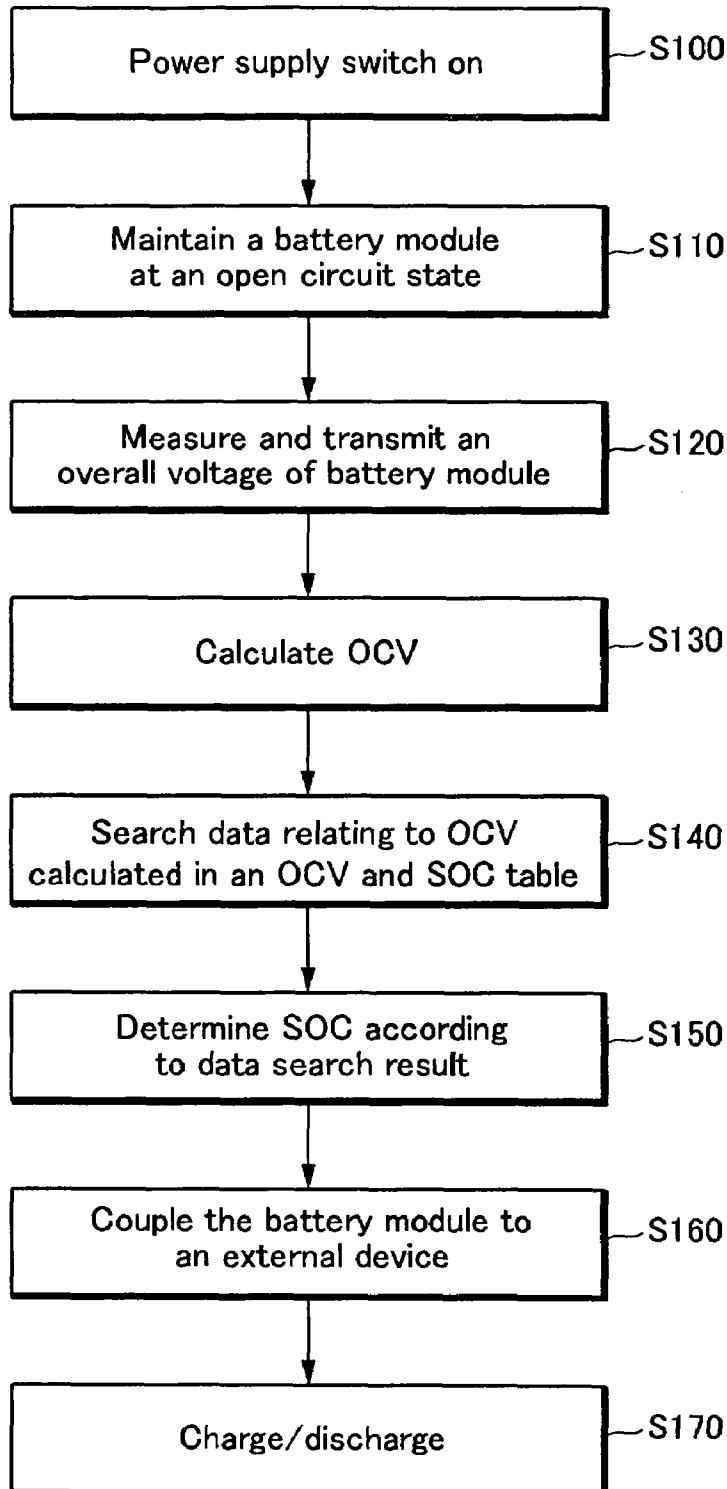 Power supply switch on
S100
Maintain a battery module
at an open circuit state
S110
Measure and transmit an
overall voltage of battery module
S120
Calculate OCV
S130
Search data relating to OCV
calculated in an OCV and SOC table
S140
Determine SOC according
to data search result
S150
Couple the battery module to
an external device
S160
Charge/discharge
S170